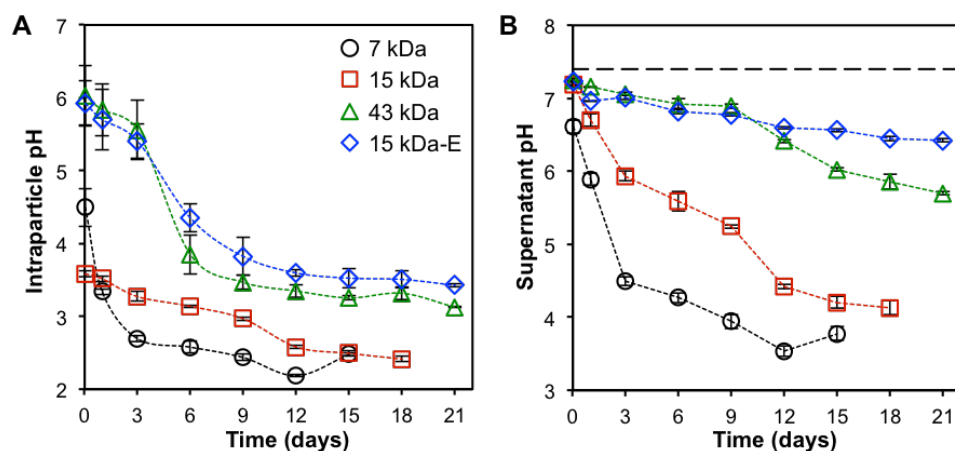 A
B
7
6
5
4
3
2
Intraparticle pH
7 kDa
15 kDa
43 kDa
15 kDa-E
0 3 6 9 12 15 18 21
Time (days)
8
7
6
5
4
3
Supernatant pH
0 3 6 9 12 15 18 21
Time (days)